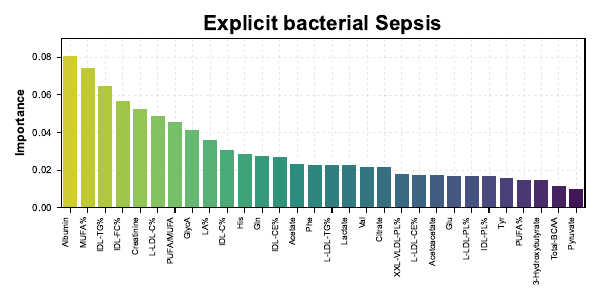 Explicit bacterial Sepsis
Importance
0.08
0.06
0.04
0.02
0.00
Albumin
MUFA%
IDL-TG%
IDL-FC%
Creatinine
L-LDL-C%
PUFA/MUFA
GlycA
LA%
IDL-C%
His
Gln
IDL-CE%
Acetate
Phe
L-LDL-TG%
Lactate
Val
Citrate
XXL-VLDL-PL%
L-LDL-CE%
Acetoacetate
Glu
L-LDL-PL%
IDL-PL%
Tyr
PUFA%
3-Hydroxybutyrate
Total-BCAA
Pyruvate